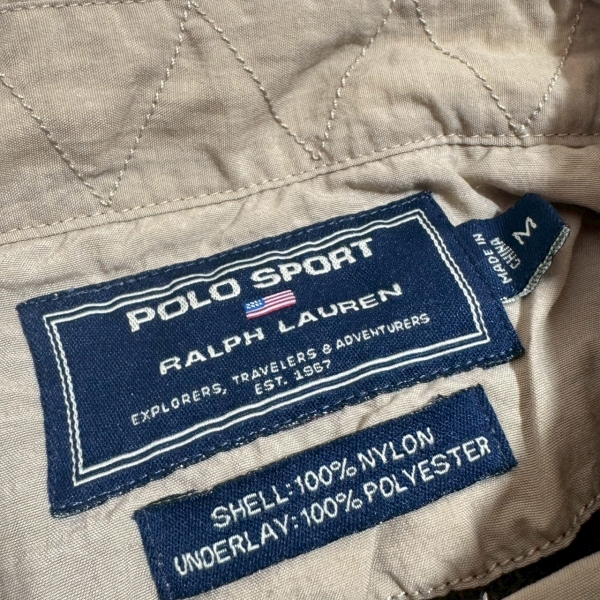 POLO SPORT
RALPH LAUREN
EXPLORERS, TRAVELERS & ADVENTURERS
EST. 1967
M
MADE IN
CHINA
SHELL:100% NYLON
UNDERLAY:100% POLYESTER